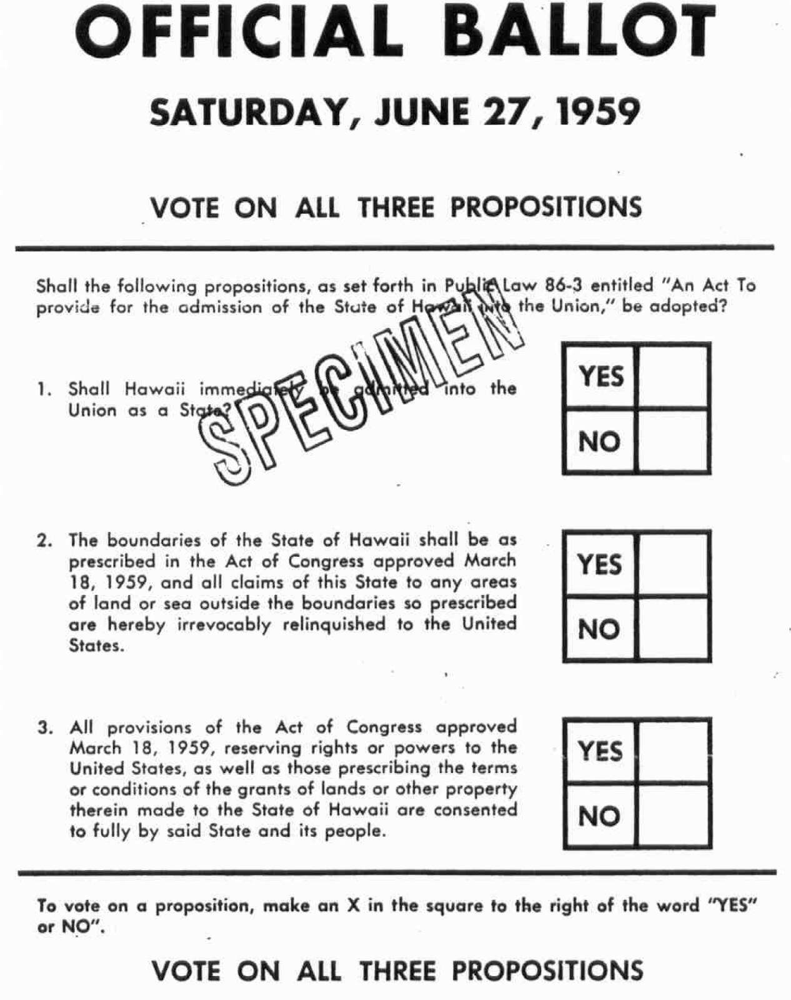 OFFICIAL BALLOT
SATURDAY, JUNE 27, 1959
VOTE ON ALL THREE PROPOSITIONS
Shall the following propositions, as set forth in Public Law 86-3 entitled "An Act To
provide for the admission of the State of Hawaii into the Union," be adopted?
SPECIMEN
1. Shall Hawaii immediately be admitted into the
Union as a State?
YES
NO
2. The boundaries of the State of Hawaii shall be as
prescribed in the Act of Congress approved March
18, 1959, and all claims of this State to any areas
of land or sea outside the boundaries so prescribed
are hereby irrevocably relinquished to the United
States.
YES
NO
3. All provisions of the Act of Congress approved
March 18, 1959, reserving rights or powers to the
United States, as well as those prescribing the terms
or conditions of the grants of lands or other property
therein made to the State of Hawaii are consented
to fully by said State and its people.
YES
NO
To vote on a proposition, make an X in the square to the right of the word "YES"
or NO".
VOTE ON ALL THREE PROPOSITIONS